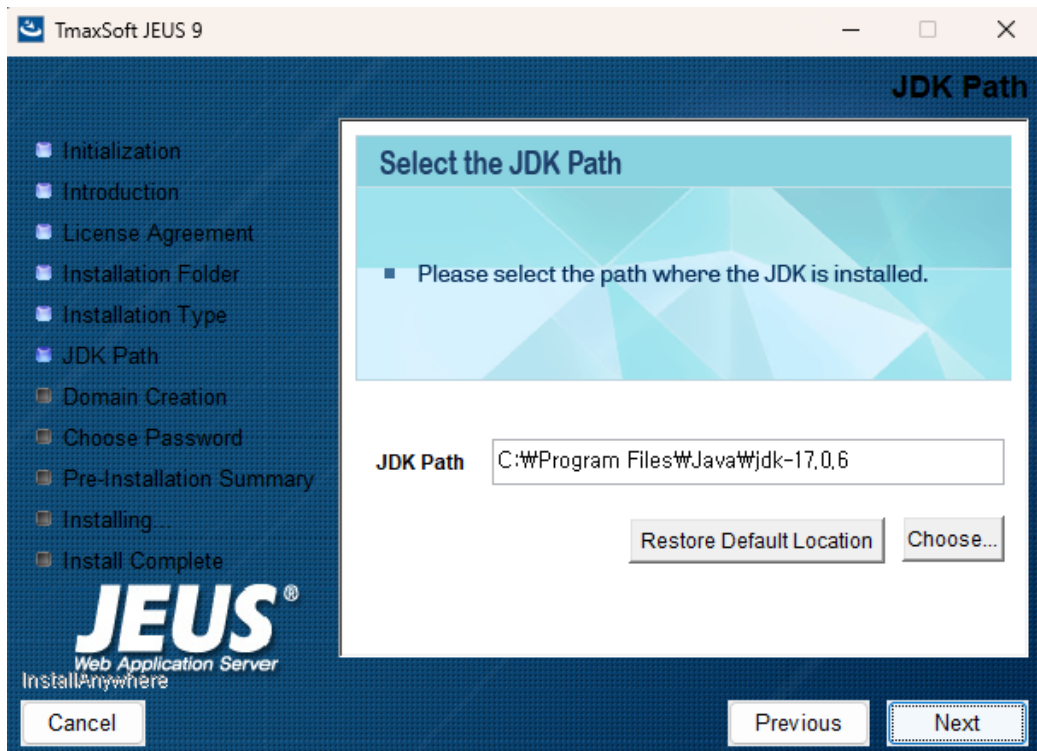 TmaxSoft JEUS 9
JDK Path
Initialization
Introduction
License Agreement
Installation Folder
Installation Type
JDK Path
Domain Creation
Choose Password
Pre-Installation Summary
Installing...
Install Complete
JEUS®
Web Application Server
InstallAnywhere
Select the JDK Path
Please select the path where the JDK is installed.
JDK Path C:₩Program Files₩Java₩jdk-17.0.6
Restore Default Location Choose...
Cancel Previous Next